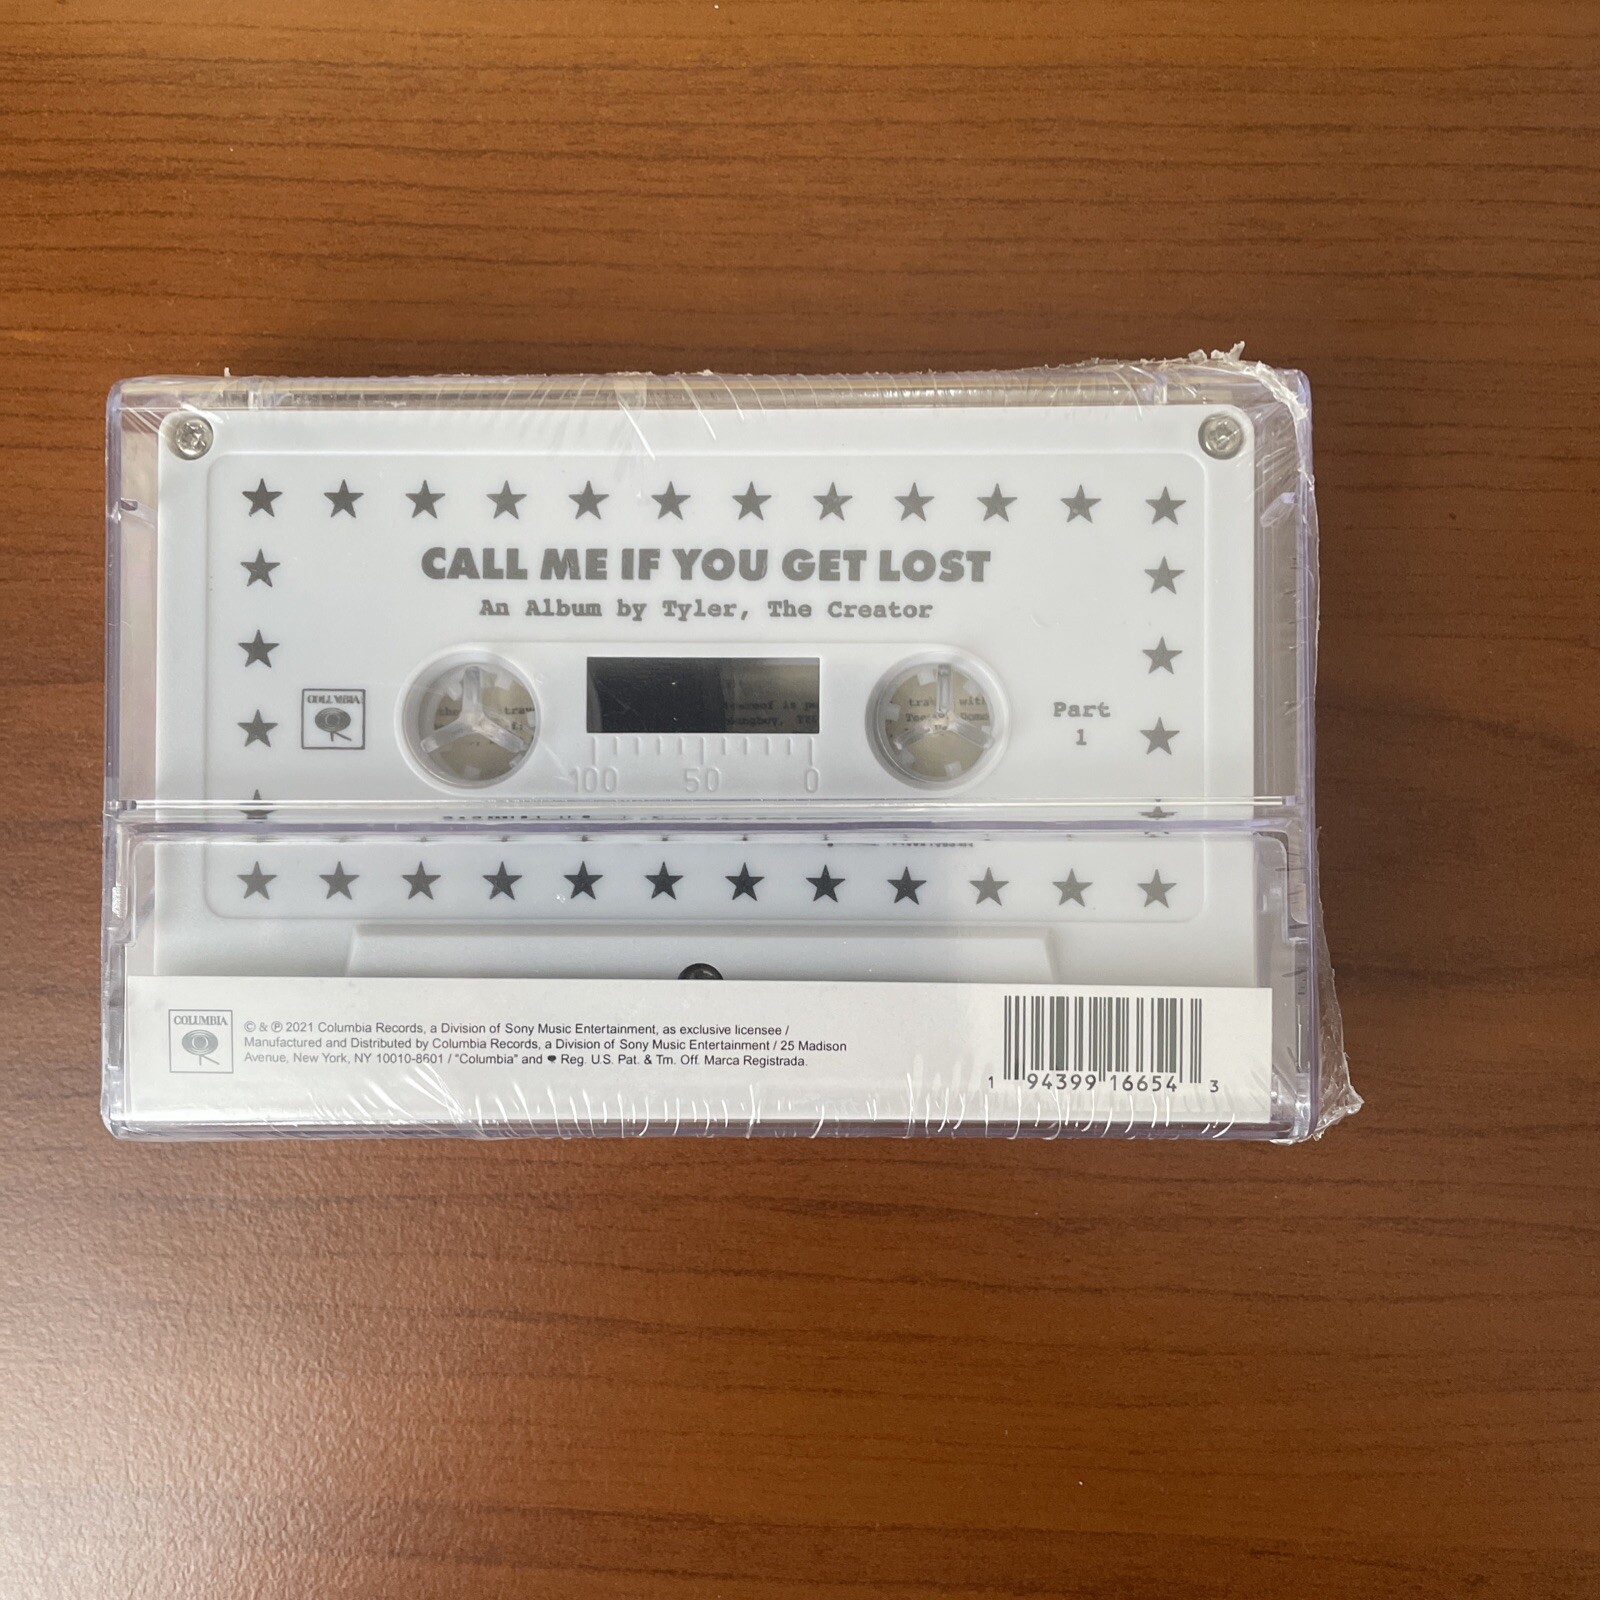 CALL ME IF YOU GET LOST
An Album by Tyler, The Creator
COLUMBIA
trav with
Part
1
100 50 0
COLUMBIA
© & ℗ 2021 Columbia Records, a Division of Sony Music Entertainment, as exclusive licensee /
Manufactured and Distributed by Columbia Records, a Division of Sony Music Entertainment / 25 Madison
Avenue, New York, NY 10010-8601 / "Columbia" and Reg. U.S. Pat. & Tm. Off. Marca Registrada.
1 94399 16654 3